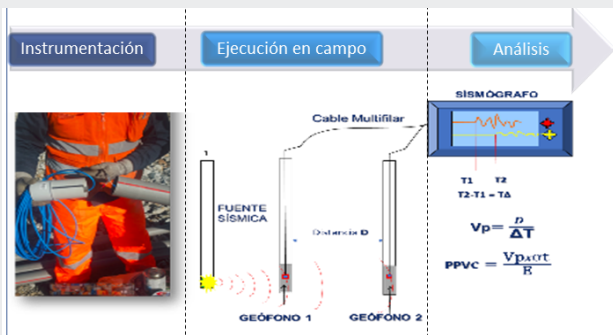 Instrumentación
Ejecución en campo
Análisis
SÍSMÓGRAFO
Cable Multifilar
1
FUENTE
SÍSMICA
Distancia D
GEÓFONO 1
GEÓFONO 2
T1 T2
T2-T1 = TΔ
Vp= D/ΔT
PPVC = Vpxσt/E